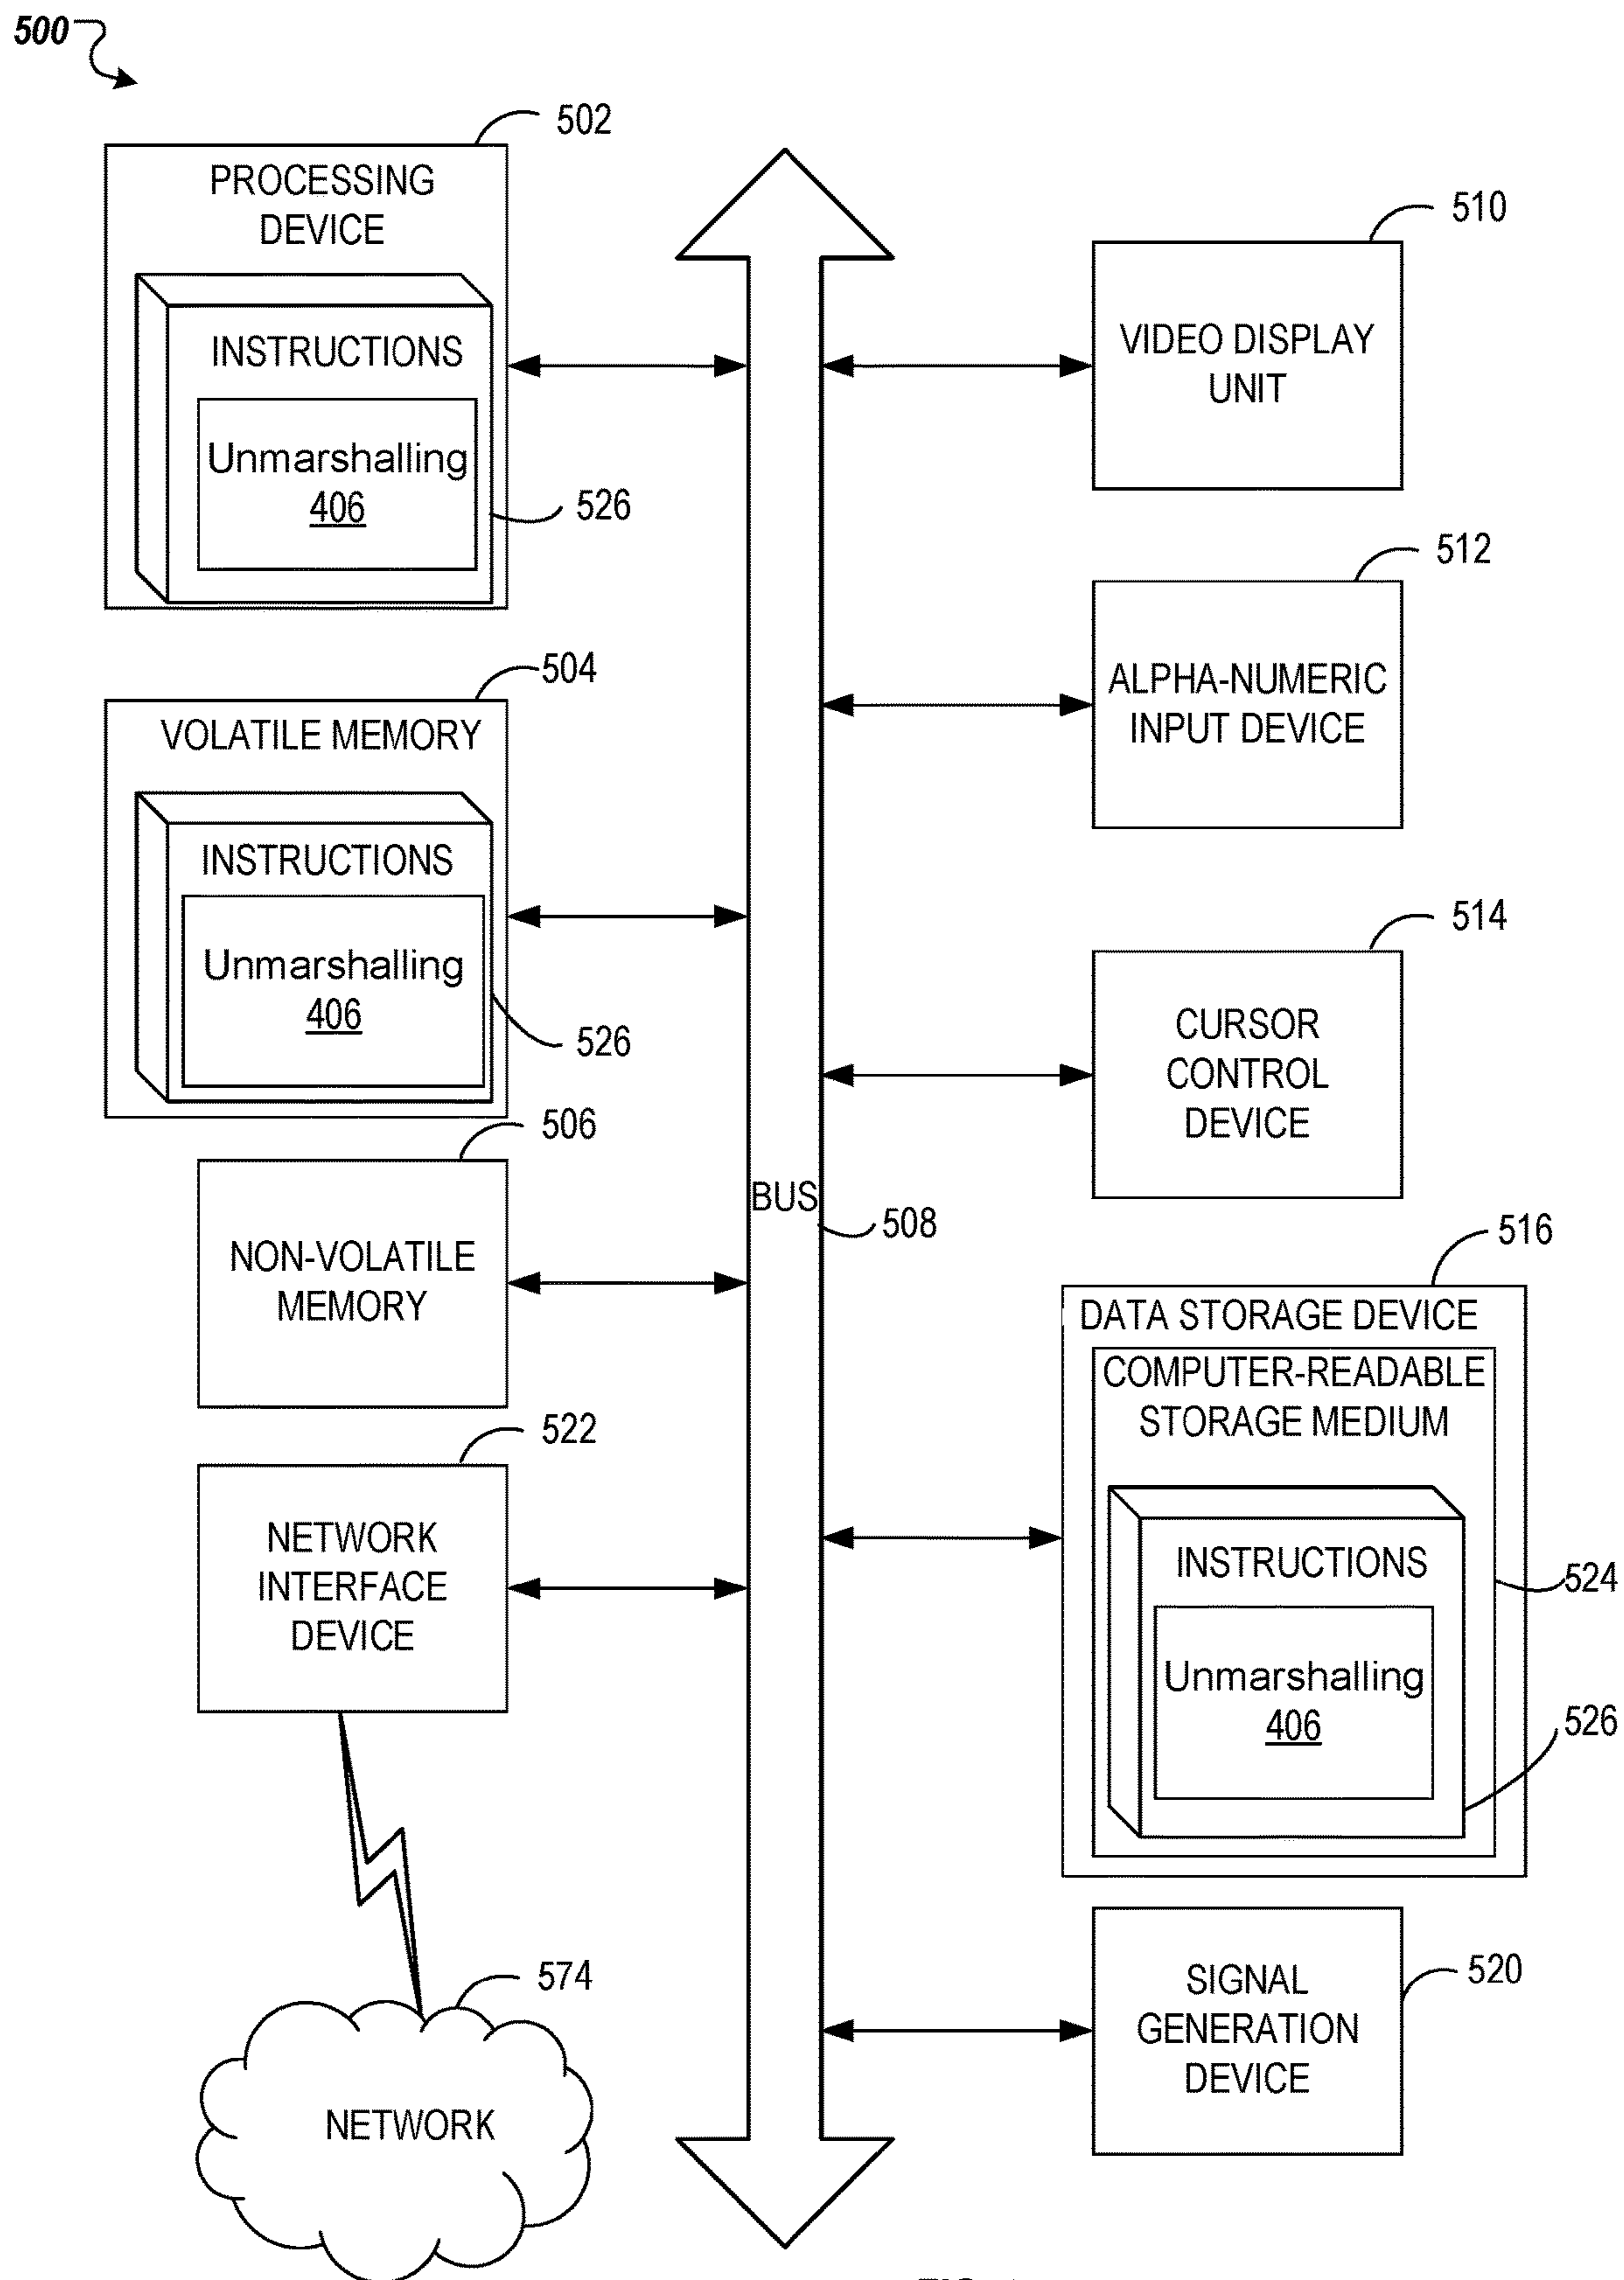 500
502
PROCESSING
DEVICE
INSTRUCTIONS
Unmarshalling
406
526
504
VOLATILE MEMORY
INSTRUCTIONS
Unmarshalling
406
526
506
NON-VOLATILE
MEMORY
522
NETWORK
INTERFACE
DEVICE
574
NETWORK
BUS
508
510
VIDEO DISPLAY
UNIT
512
ALPHA-NUMERIC
INPUT DEVICE
514
CURSOR
CONTROL
DEVICE
516
DATA STORAGE DEVICE
COMPUTER-READABLE
STORAGE MEDIUM
INSTRUCTIONS
524
Unmarshalling
406
526
SIGNAL
GENERATION
DEVICE
520